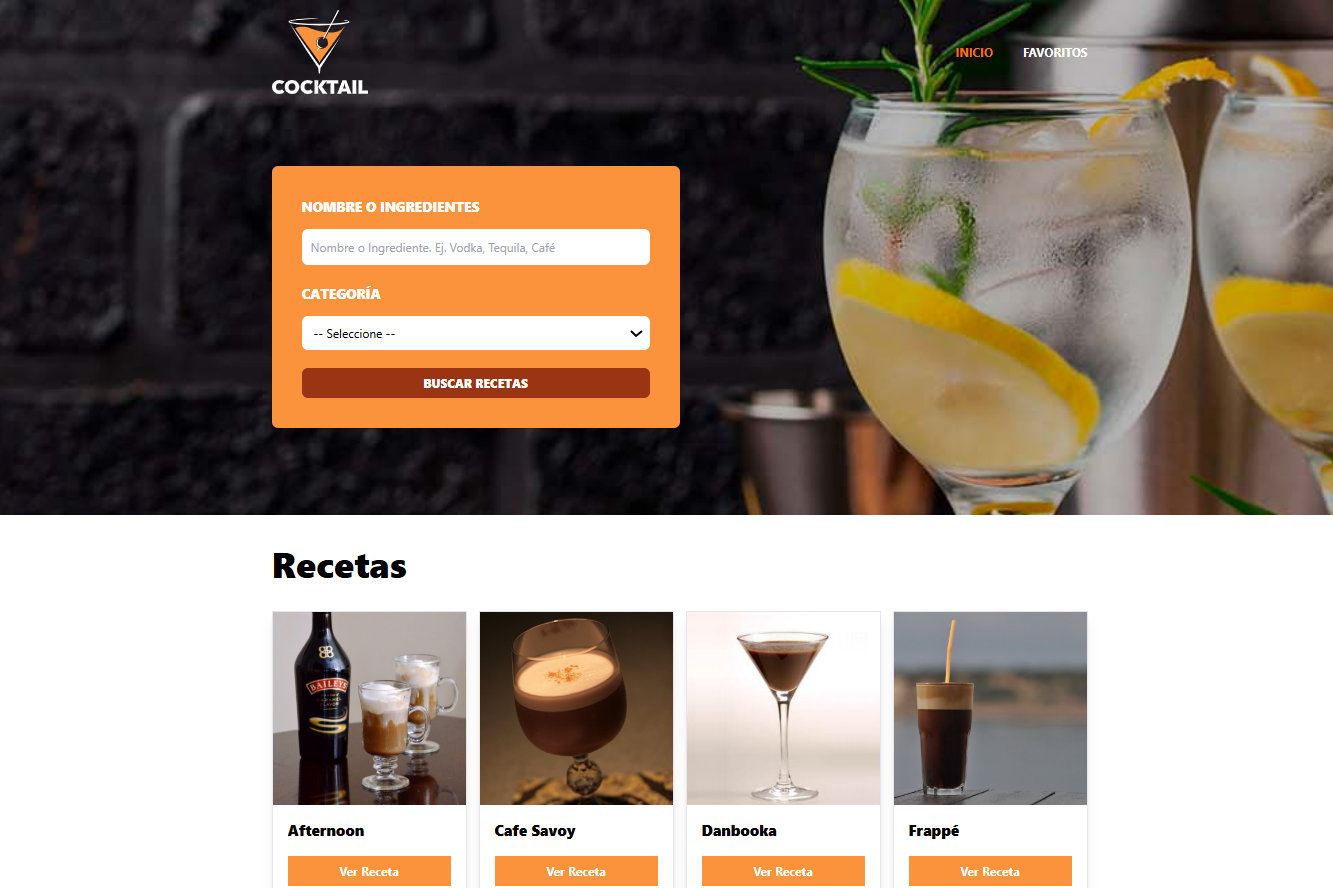 COCKTAIL
INICIO FAVORITOS
NOMBRE O INGREDIENTES
Nombre o Ingrediente. Ej. Vodka, Tequila, Café
CATEGORÍA
-- Seleccione --
BUSCAR RECETAS
Recetas
BAILEYS
Afternoon Cafe Savoy Danbooka Frappé
Ver Receta Ver Receta Ver Receta Ver Receta